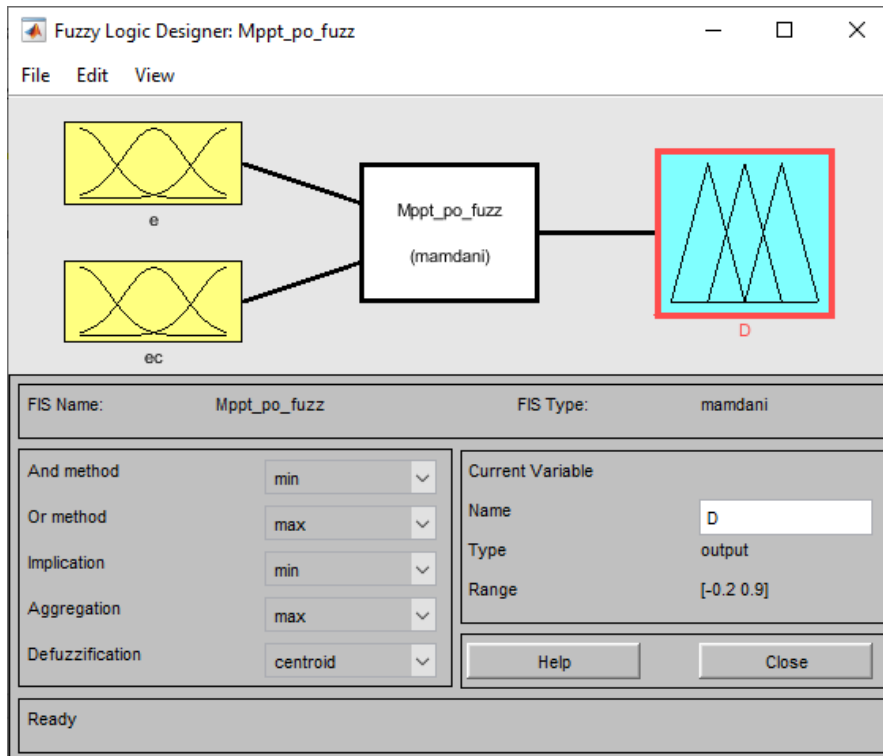 Fuzzy Logic Designer: Mppt_po_fuzz
File Edit View
e
ec
Mppt_po_fuzz
(mamdani)
D
FIS Name: Mppt_po_fuzz FIS Type: mamdani
And method min
Or method max
Implication min
Aggregation max
Defuzzification centroid
Current Variable
Name D
Type output
Range [-0.2 0.9]
Help Close
Ready